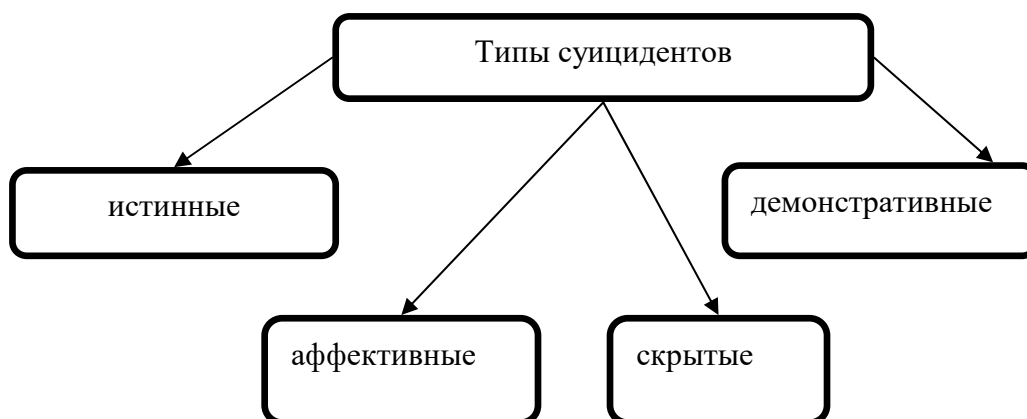 Типы суицидентов
истинные
демонстративные
аффективные
скрытые